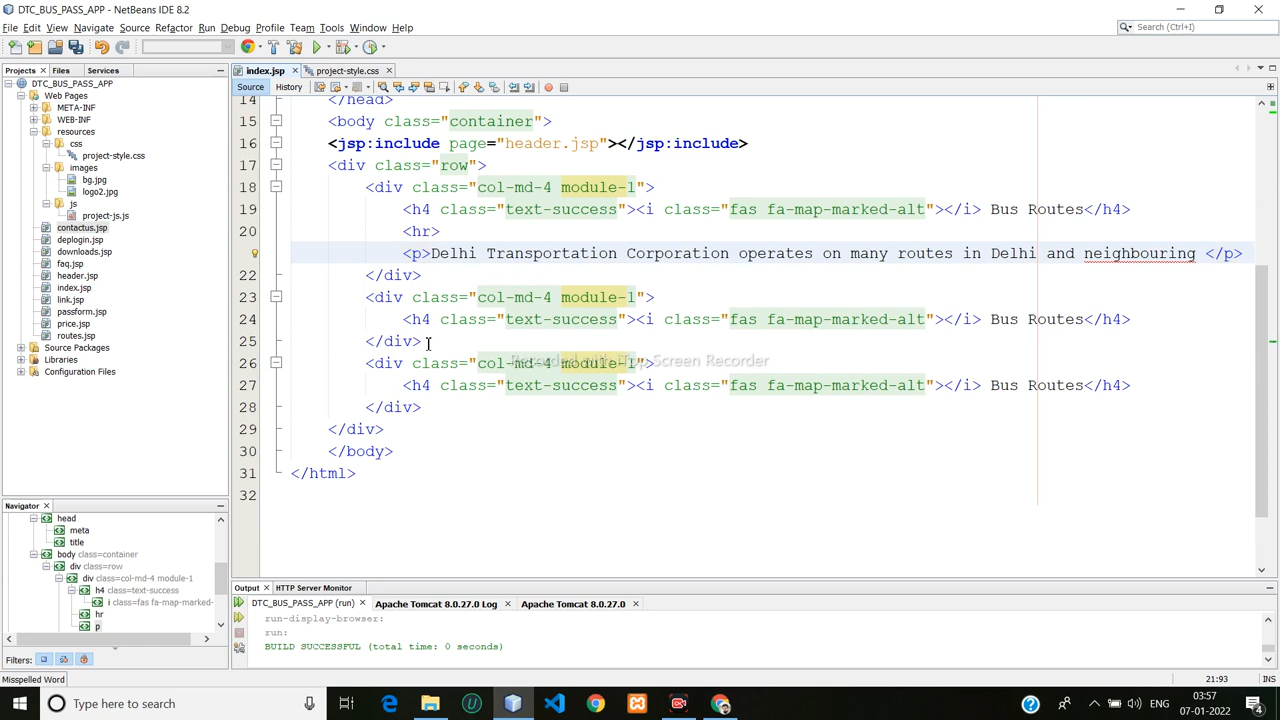 DTC_BUS_PASS_APP - NetBeans IDE 8.2
File Edit View Navigate Source Refactor Run Debug Profile Team Tools Window Help
Search (Ctrl+I)
Projects Files Services
index.jsp project-style.css
Source History
DTC_BUS_PASS_APP
Web Pages
META-INF
WEB-INF
resources
css
project-style.css
images
bg.jpg
logo2.jpg
js
project-js.js
contactus.jsp
deplogin.jsp
downloads.jsp
faq.jsp
header.jsp
index.jsp
link.jsp
passform.jsp
price.jsp
routes.jsp
Source Packages
Libraries
Configuration Files
14 </head>
15 <body class="container">
16 <jsp:include page="header.jsp"></jsp:include>
17 <div class="row">
18 <div class="col-md-4 module-1">
19 <h4 class="text-success"><i class="fas fa-map-marked-alt"></i> Bus Routes</h4>
20 <hr>
<p>Delhi Transportation Corporation operates on many routes in Delhi and neighbouring </p>
22 </div>
23 <div class="col-md-4 module-1">
24 <h4 class="text-success"><i class="fas fa-map-marked-alt"></i> Bus Routes</h4>
25 </div>
26 <div class="col-md-4 module-1">
Recorded with iTop Screen Recorder
27 <h4 class="text-success"><i class="fas fa-map-marked-alt"></i> Bus Routes</h4>
28 </div>
29 </div>
30 </body>
31 </html>
32
Navigator
head
meta
title
body class=container
div class=row
div class=col-md-4 module-1
h4 class=text-success
i class=fas fa-map-marked-
hr
p
Filters:
Output HTTP Server Monitor
DTC_BUS_PASS_APP (run) Apache Tomcat 8.0.27.0 Log Apache Tomcat 8.0.27.0
run-display-browser:
run:
BUILD SUCCESSFUL (total time: 0 seconds)
Misspelled Word
21:93 INS
Type here to search
ENG
03:57
07-01-2022